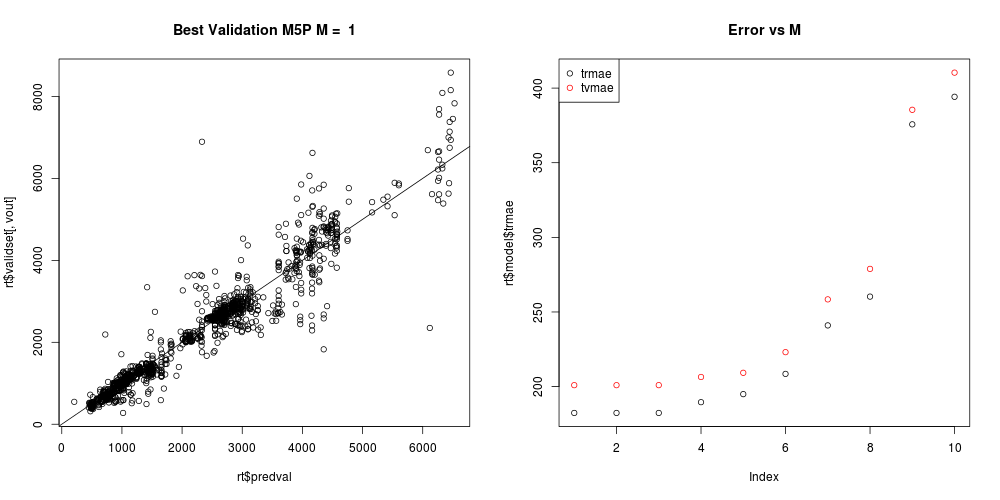 Best Validation M5P M = 1
rt$validset[, vout]
8000
6000
4000
2000
0
0 1000 2000 3000 4000 5000 6000
rt$predval
Error vs M
trmae
tvmae
rt$model$trmae
400
350
300
250
200
2 4 6 8 10
Index